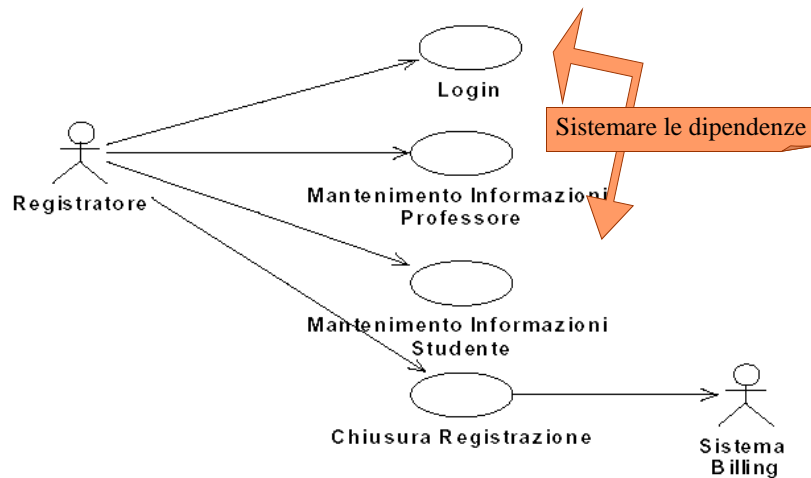 Login
Sistemare le dipendenze
Registratore
Mantenimento Informazioni
Professore
Mantenimento Informazioni
Studente
Chiusura Registrazione
Sistema
Billing